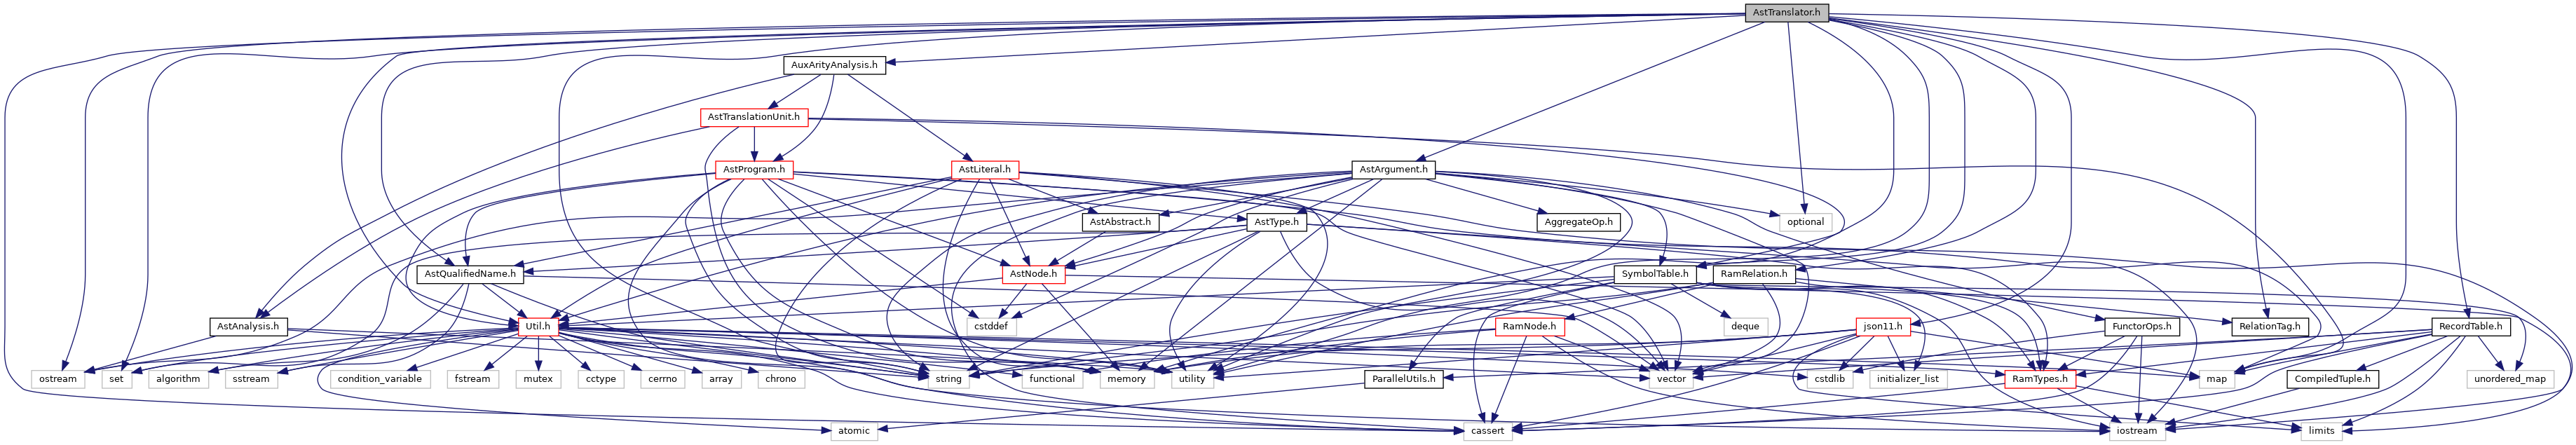 AstTranslator.h
AuxArityAnalysis.h
AstTranslationUnit.h
AstProgram.h
AstLiteral.h
AstArgument.h
AstAbstract.h
AstType.h
AggregateOp.h
optional
AstQualifiedName.h
AstNode.h
SymbolTable.h
RamRelation.h
AstAnalysis.h
Util.h
cstddef
RamNode.h
deque
json11.h
FunctorOps.h
RelationTag.h
RecordTable.h
ostream
set
algorithm
sstream
condition_variable
fstream
mutex
cctype
cerrno
array
chrono
string
functional
memory
utility
ParallelUtils.h
vector
cstdlib
initializer_list
RamTypes.h
map
CompiledTuple.h
unordered_map
atomic
cassert
iostream
limits